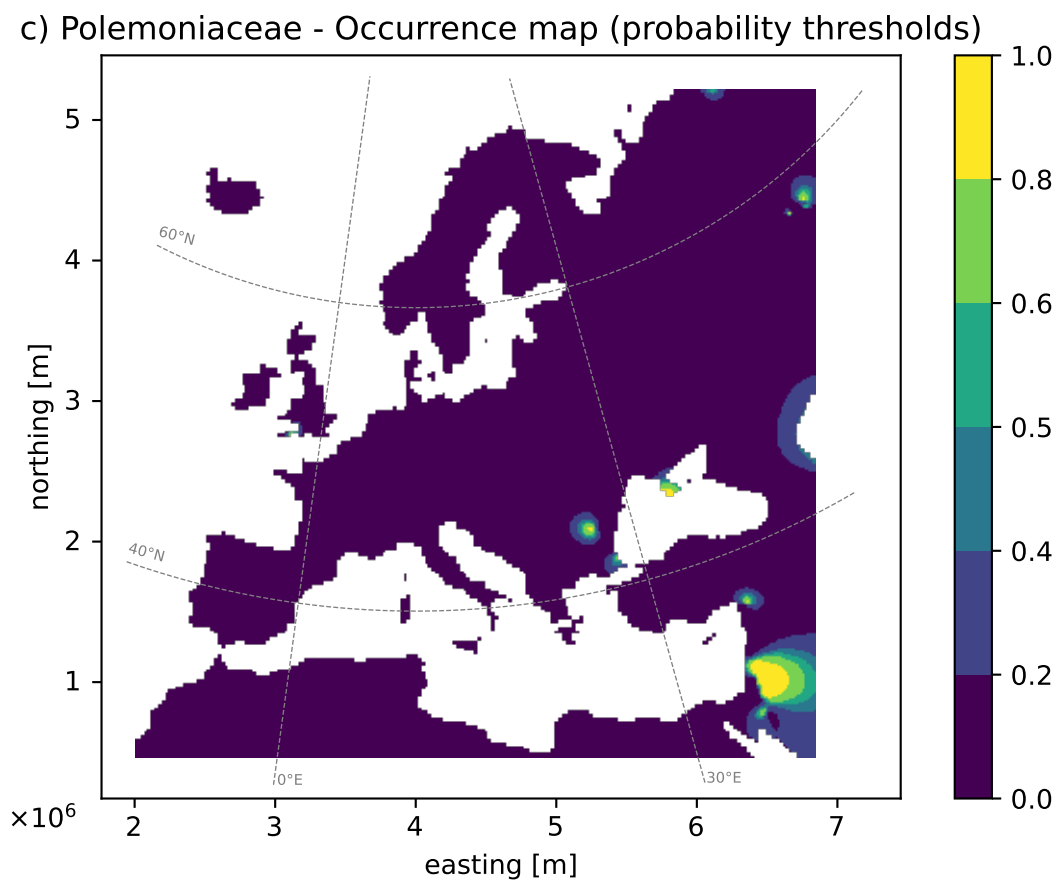 c) Polemoniaceae - Occurrence map (probability thresholds)
1.0
0.8
0.6
0.5
0.4
0.2
0.0
northing [m]
5
4
3
2
1
60°N
40°N
0°E
30°E
×10⁶
2 3 4 5 6 7
easting [m]